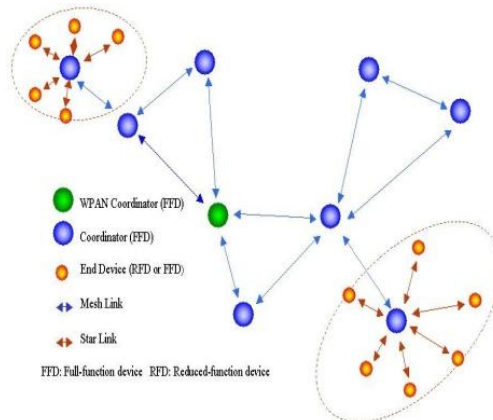 WPAN Coordinator (FFD)
Coordinator (FFD)
End Device (RFD or FFD)
Mesh Link
Star Link
FFD: Full-function device RFD: Reduced-function device